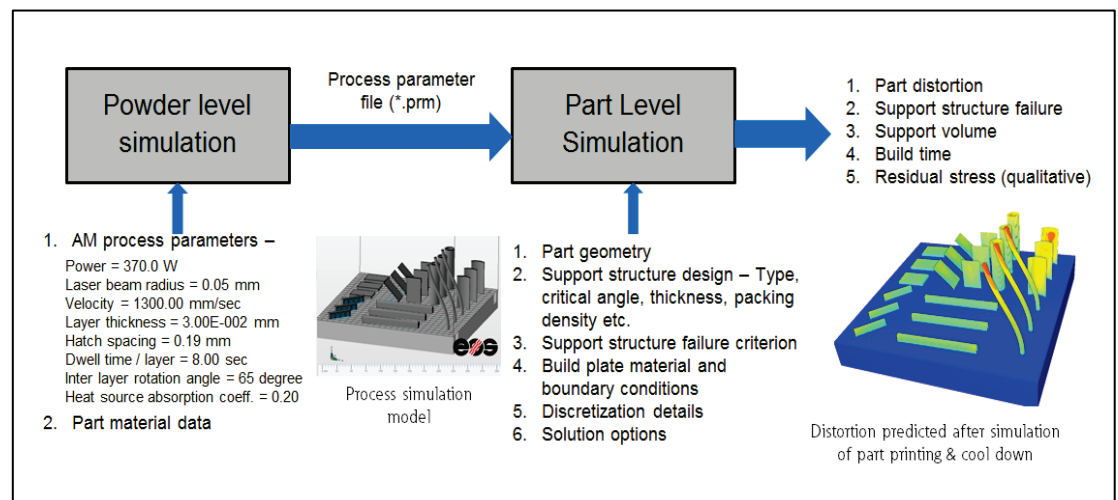 Powder level
simulation
Process parameter
file (*.prm)
Part Level
Simulation
1. Part distortion
2. Support structure failure
3. Support volume
4. Build time
5. Residual stress (qualitative)
1. AM process parameters –
Power = 370.0 W
Laser beam radius = 0.05 mm
Velocity = 1300.00 mm/sec
Layer thickness = 3.00E-002 mm
Hatch spacing = 0.19 mm
Dwell time / layer = 8.00 sec
Inter layer rotation angle = 65 degree
Heat source absorption coeff. = 0.20
2. Part material data
eos
Process simulation
model
1. Part geometry
2. Support structure design – Type,
critical angle, thickness, packing
density etc.
3. Support structure failure criterion
4. Build plate material and
boundary conditions
5. Discretization details
6. Solution options
Distortion predicted after simulation
of part printing & cool down